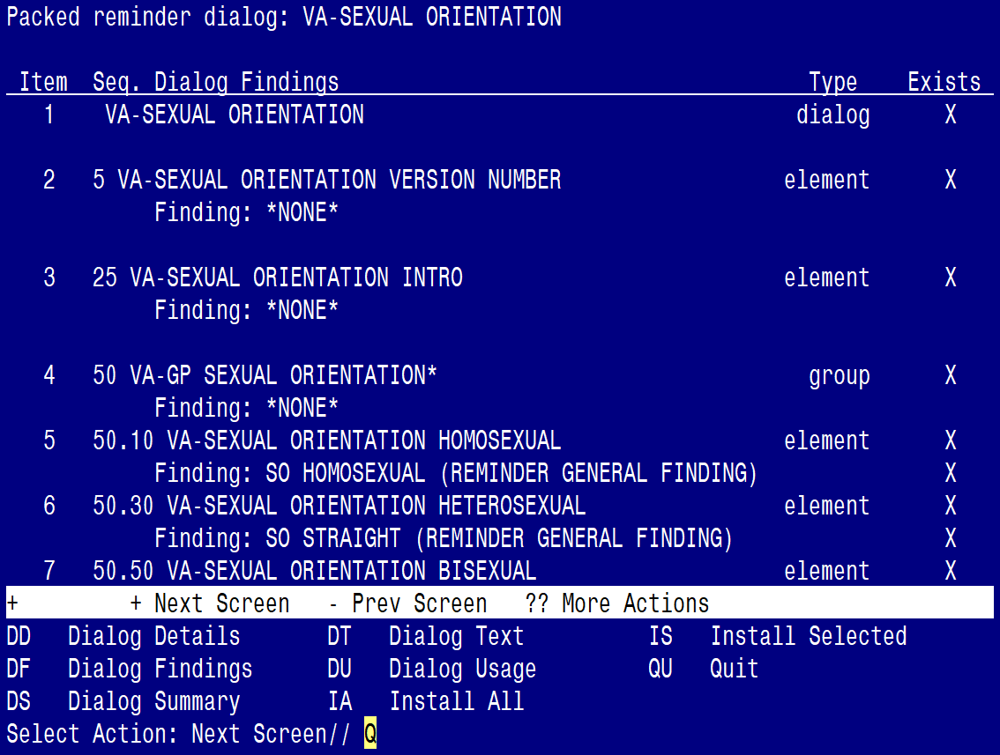 Packed reminder dialog: VA-SEXUAL ORIENTATION
Item Seq. Dialog Findings Type Exists
1 VA-SEXUAL ORIENTATION dialog X
2 5 VA-SEXUAL ORIENTATION VERSION NUMBER element X
Finding: *NONE*
3 25 VA-SEXUAL ORIENTATION INTRO element X
Finding: *NONE*
4 50 VA-GP SEXUAL ORIENTATION* group X
Finding: *NONE*
5 50.10 VA-SEXUAL ORIENTATION HOMOSEXUAL element X
Finding: SO HOMOSEXUAL (REMINDER GENERAL FINDING) X
6 50.30 VA-SEXUAL ORIENTATION HETEROSEXUAL element X
Finding: SO STRAIGHT (REMINDER GENERAL FINDING) X
7 50.50 VA-SEXUAL ORIENTATION BISEXUAL element X
+ + Next Screen - Prev Screen ?? More Actions
DD Dialog Details DT Dialog Text IS Install Selected
DF Dialog Findings DU Dialog Usage QU Quit
DS Dialog Summary IA Install All
Select Action: Next Screen// Q